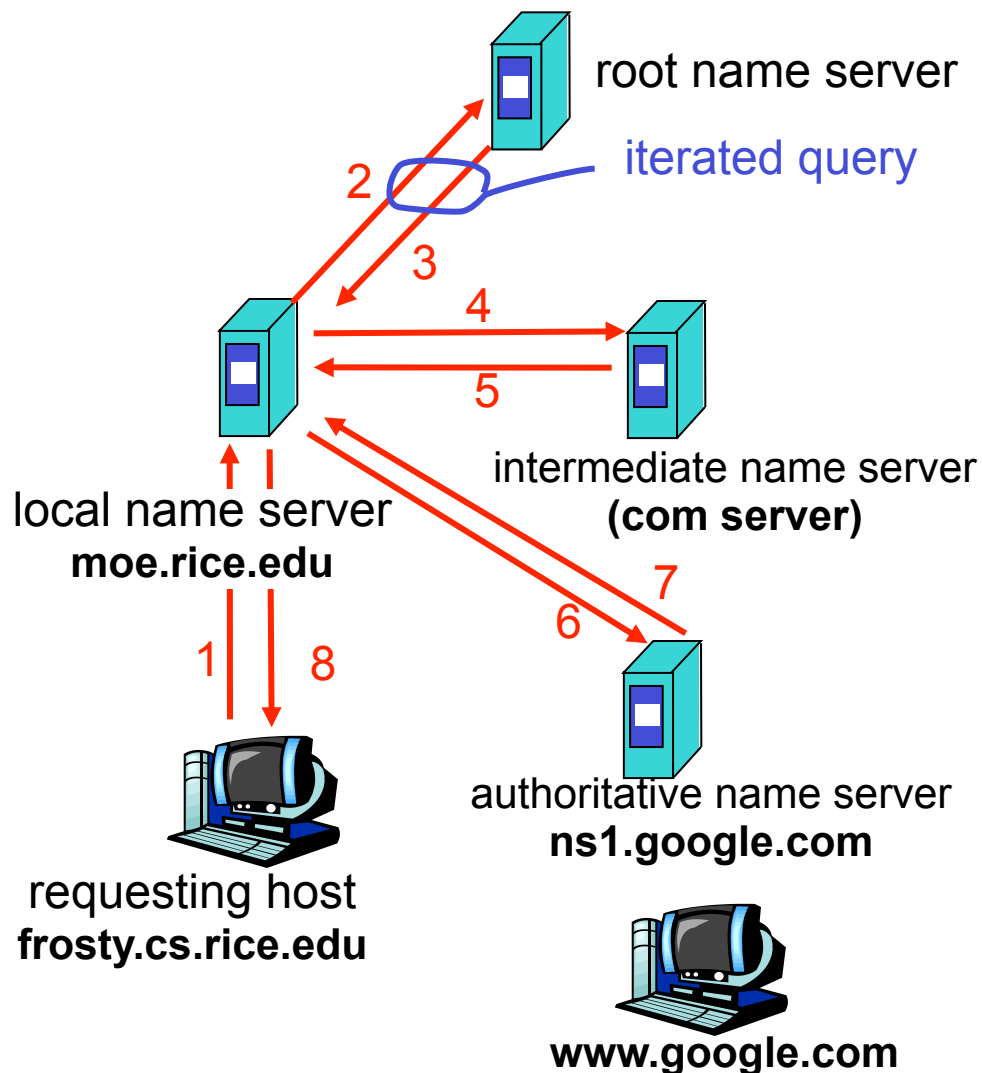 root name server
iterated query
2
3
4
5
intermediate name server
(com server)
local name server
moe.rice.edu
7
6
1
8
authoritative name server
ns1.google.com
requesting host
frosty.cs.rice.edu
www.google.com